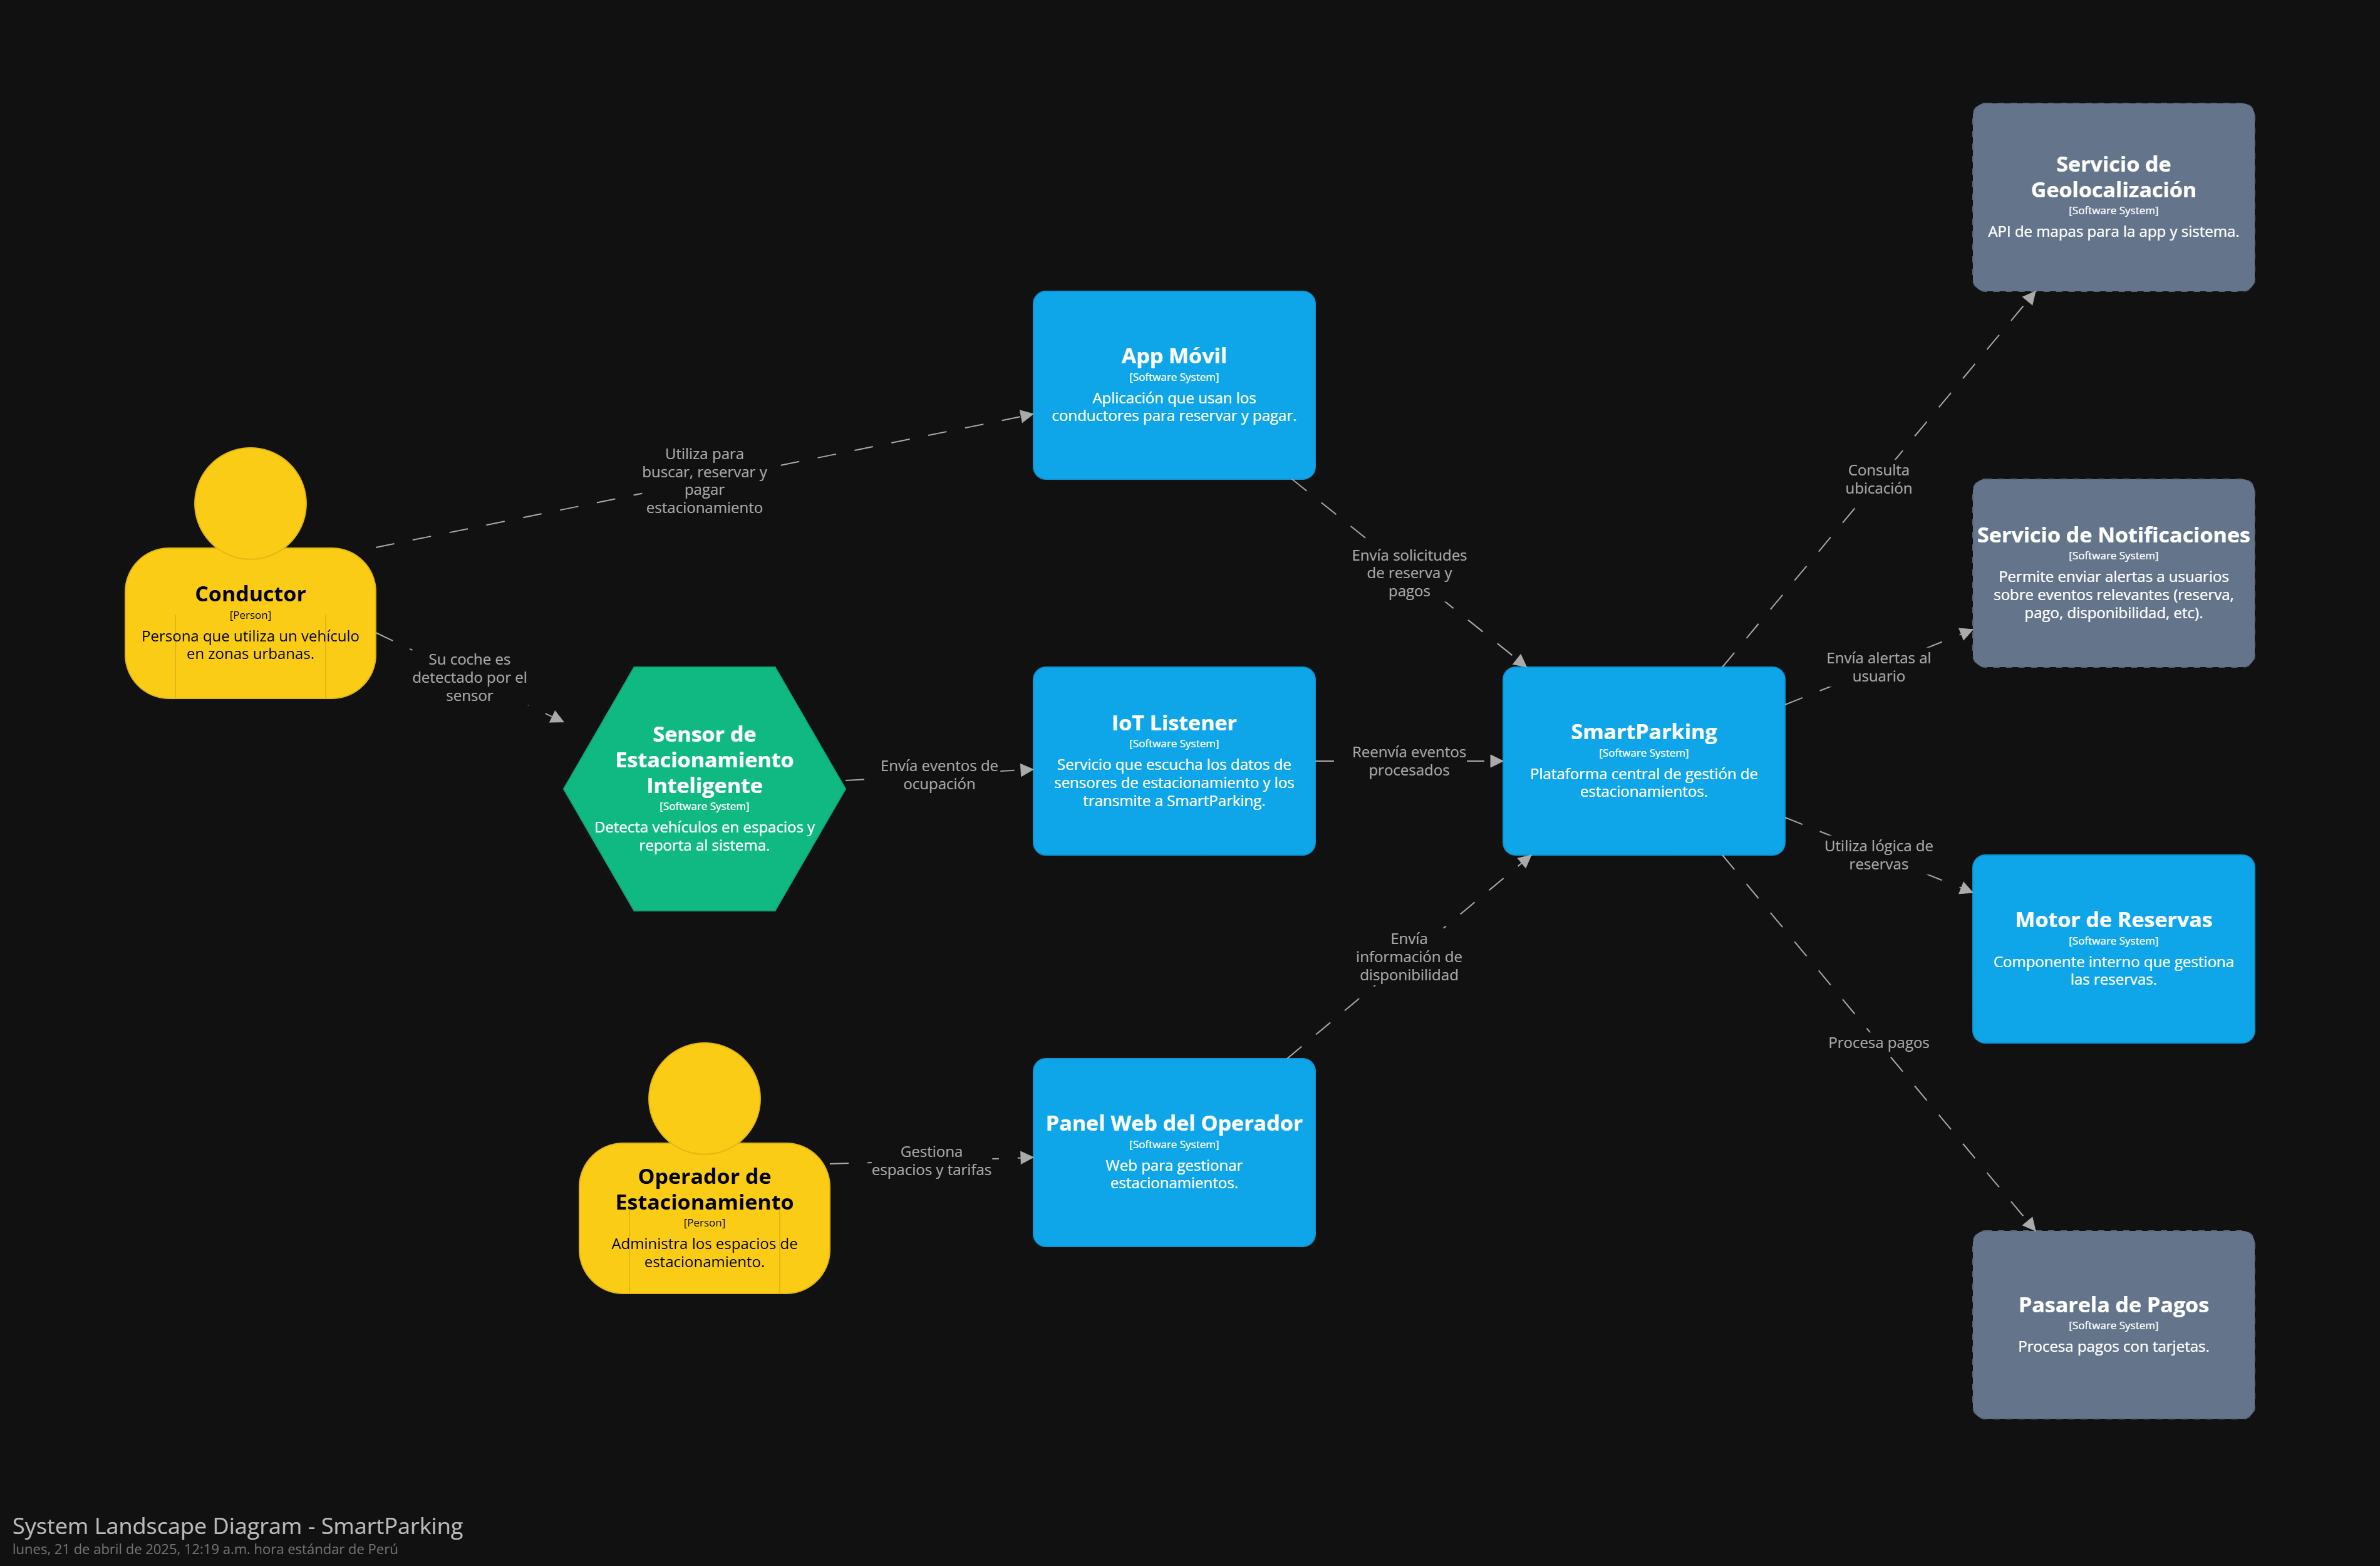 Servicio de
Geolocalización
[Software System]
API de mapas para la app y sistema.
App Móvil
[Software System]
Aplicación que usan los
conductores para reservar y pagar.
Utiliza para
buscar, reservar y
pagar
estacionamiento
Consulta
ubicación
Conductor
[Person]
Persona que utiliza un vehículo
en zonas urbanas.
Envía solicitudes
de reserva y
pagos
Servicio de Notificaciones
[Software System]
Permite enviar alertas a usuarios
sobre eventos relevantes (reserva,
pago, disponibilidad, etc).
Su coche es
detectado por el
sensor
Envía alertas al
usuario
Sensor de
Estacionamiento
Inteligente
[Software System]
Detecta vehículos en espacios y
reporta al sistema.
Envía eventos de
ocupación
IoT Listener
[Software System]
Servicio que escucha los datos de
sensores de estacionamiento y los
transmite a SmartParking.
Reenvía eventos
procesados
SmartParking
[Software System]
Plataforma central de gestión de
estacionamientos.
Utiliza lógica de
reservas
Motor de Reservas
[Software System]
Componente interno que gestiona
las reservas.
Envía
información de
disponibilidad
Procesa pagos
Operador de
Estacionamiento
[Person]
Administra los espacios de
estacionamiento.
Gestiona
espacios y tarifas
Panel Web del Operador
[Software System]
Web para gestionar
estacionamientos.
Pasarela de Pagos
[Software System]
Procesa pagos con tarjetas.
System Landscape Diagram - SmartParking
lunes, 21 de abril de 2025, 12:19 a.m. hora estándar de Perú